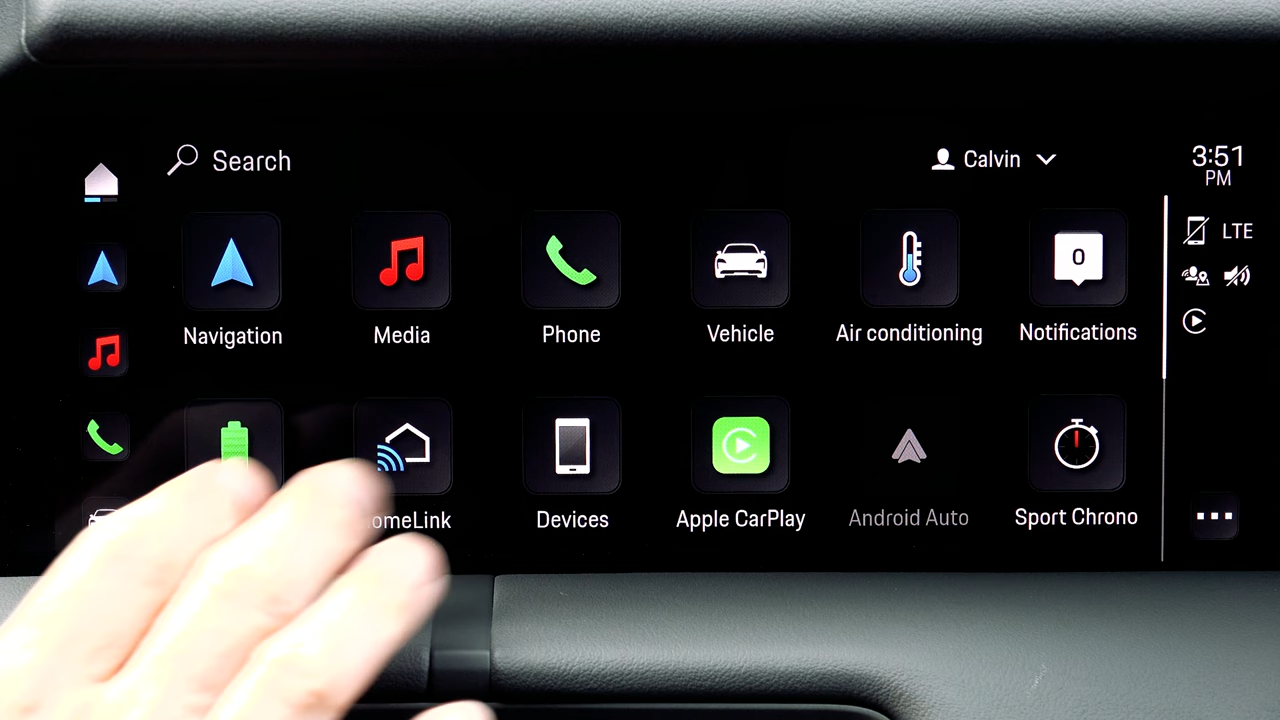 Search
Calvin
3:51
PM
LTE
Navigation
Media
Phone
Vehicle
Air conditioning
0
Notifications
omeLink
Devices
Apple CarPlay
Android Auto
Sport Chrono